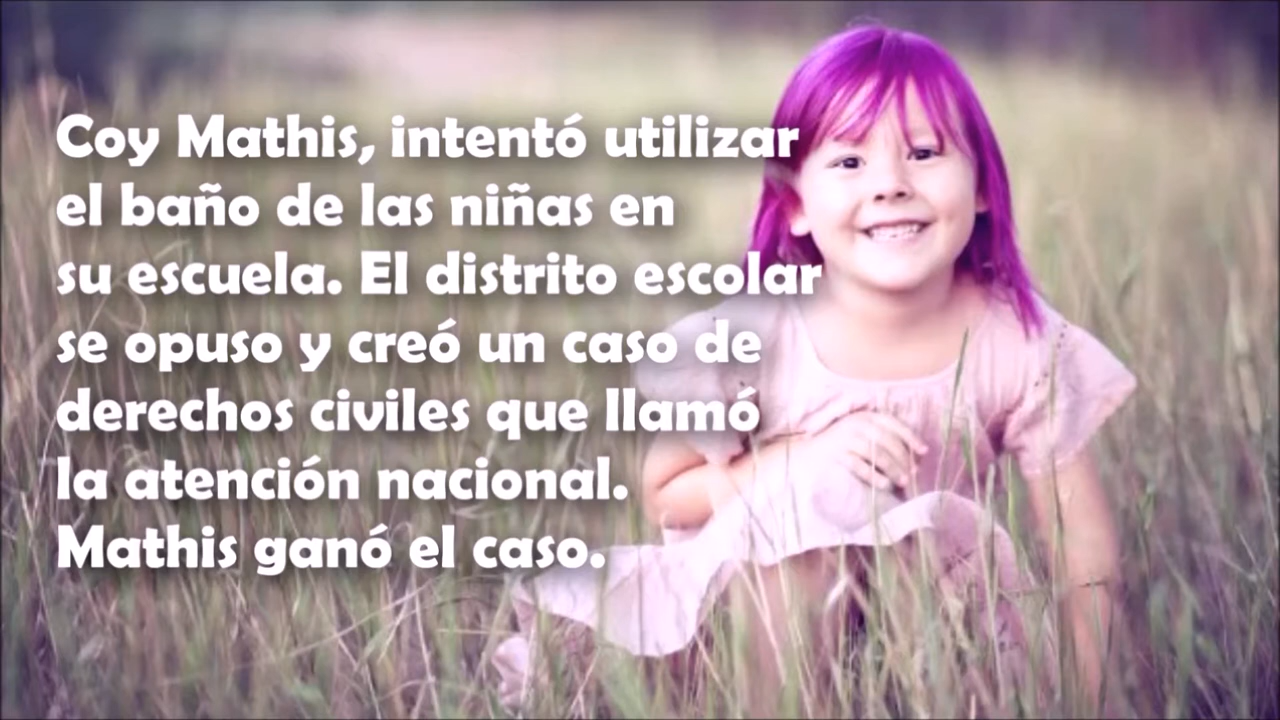 Coy Mathis, intentó utilizar
el baño de las niñas en
su escuela. El distrito escolar
se opuso y creó un caso de
derechos civiles que llamó
la atención nacional.
Mathis ganó el caso.